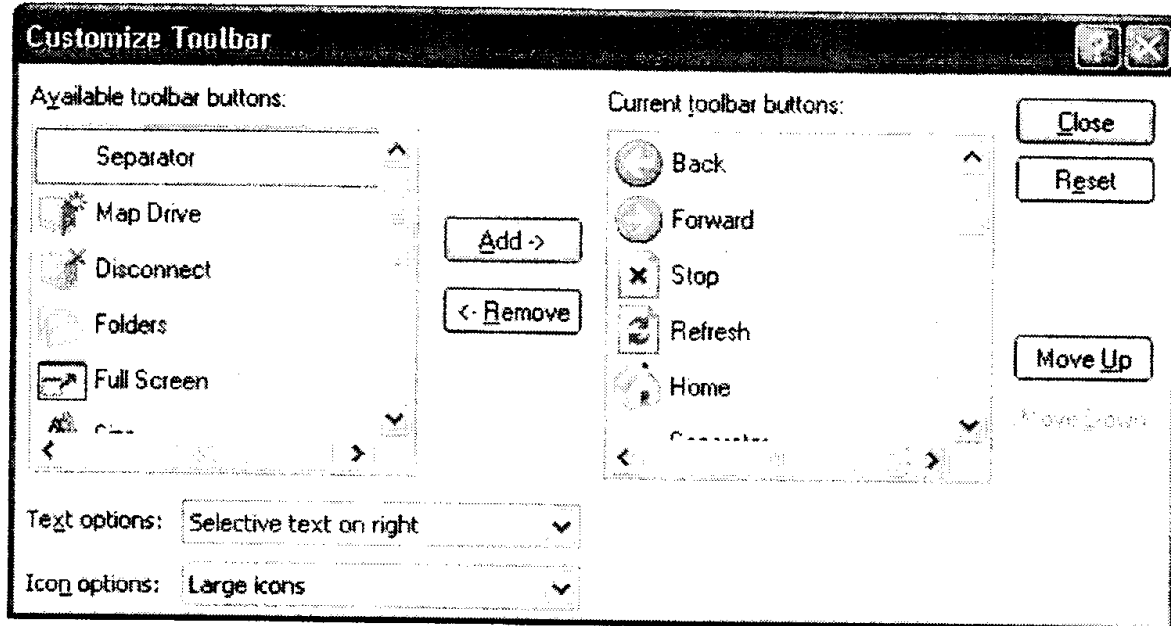 Customize Toolbar
Available toolbar buttons:
Separator
Map Drive
Disconnect
Folders
Full Screen
Add ->
<- Remove
Current toolbar buttons:
Back
Forward
Stop
Refresh
Home
Separator
Close
Reset
Move Up
Move Down
Text options: Selective text on right
Icon options: Large icons